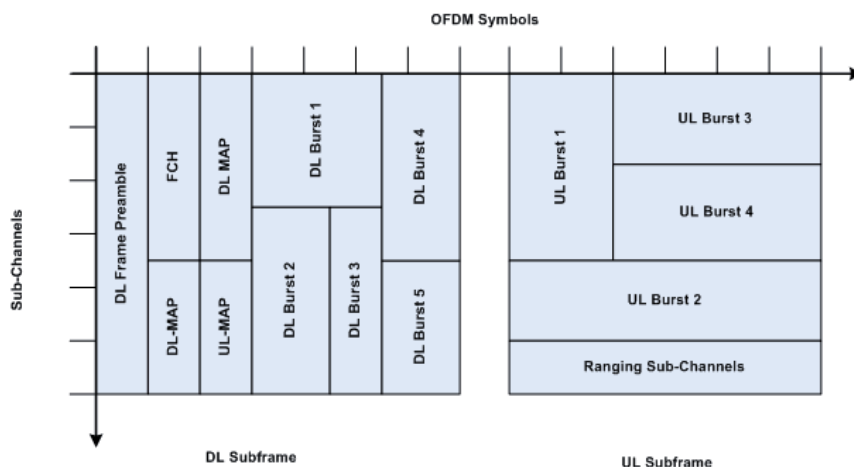 OFDM Symbols
Sub-Channels
DL Frame Preamble
FCH
DL-MAP
DL MAP
UL-MAP
DL Burst 1
DL Burst 2
DL Burst 3
DL Burst 4
DL Burst 5
UL Burst 1
UL Burst 3
UL Burst 4
UL Burst 2
Ranging Sub-Channels
DL Subframe
UL Subframe